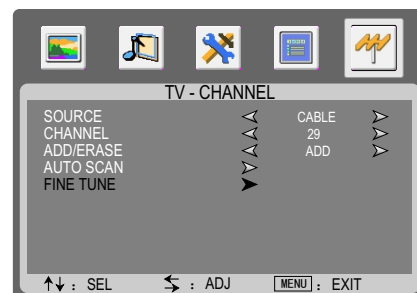 TV - CHANNEL
SOURCE CABLE
CHANNEL 29
ADD/ERASE ADD
AUTO SCAN
FINE TUNE
: SEL : ADJ MENU : EXIT